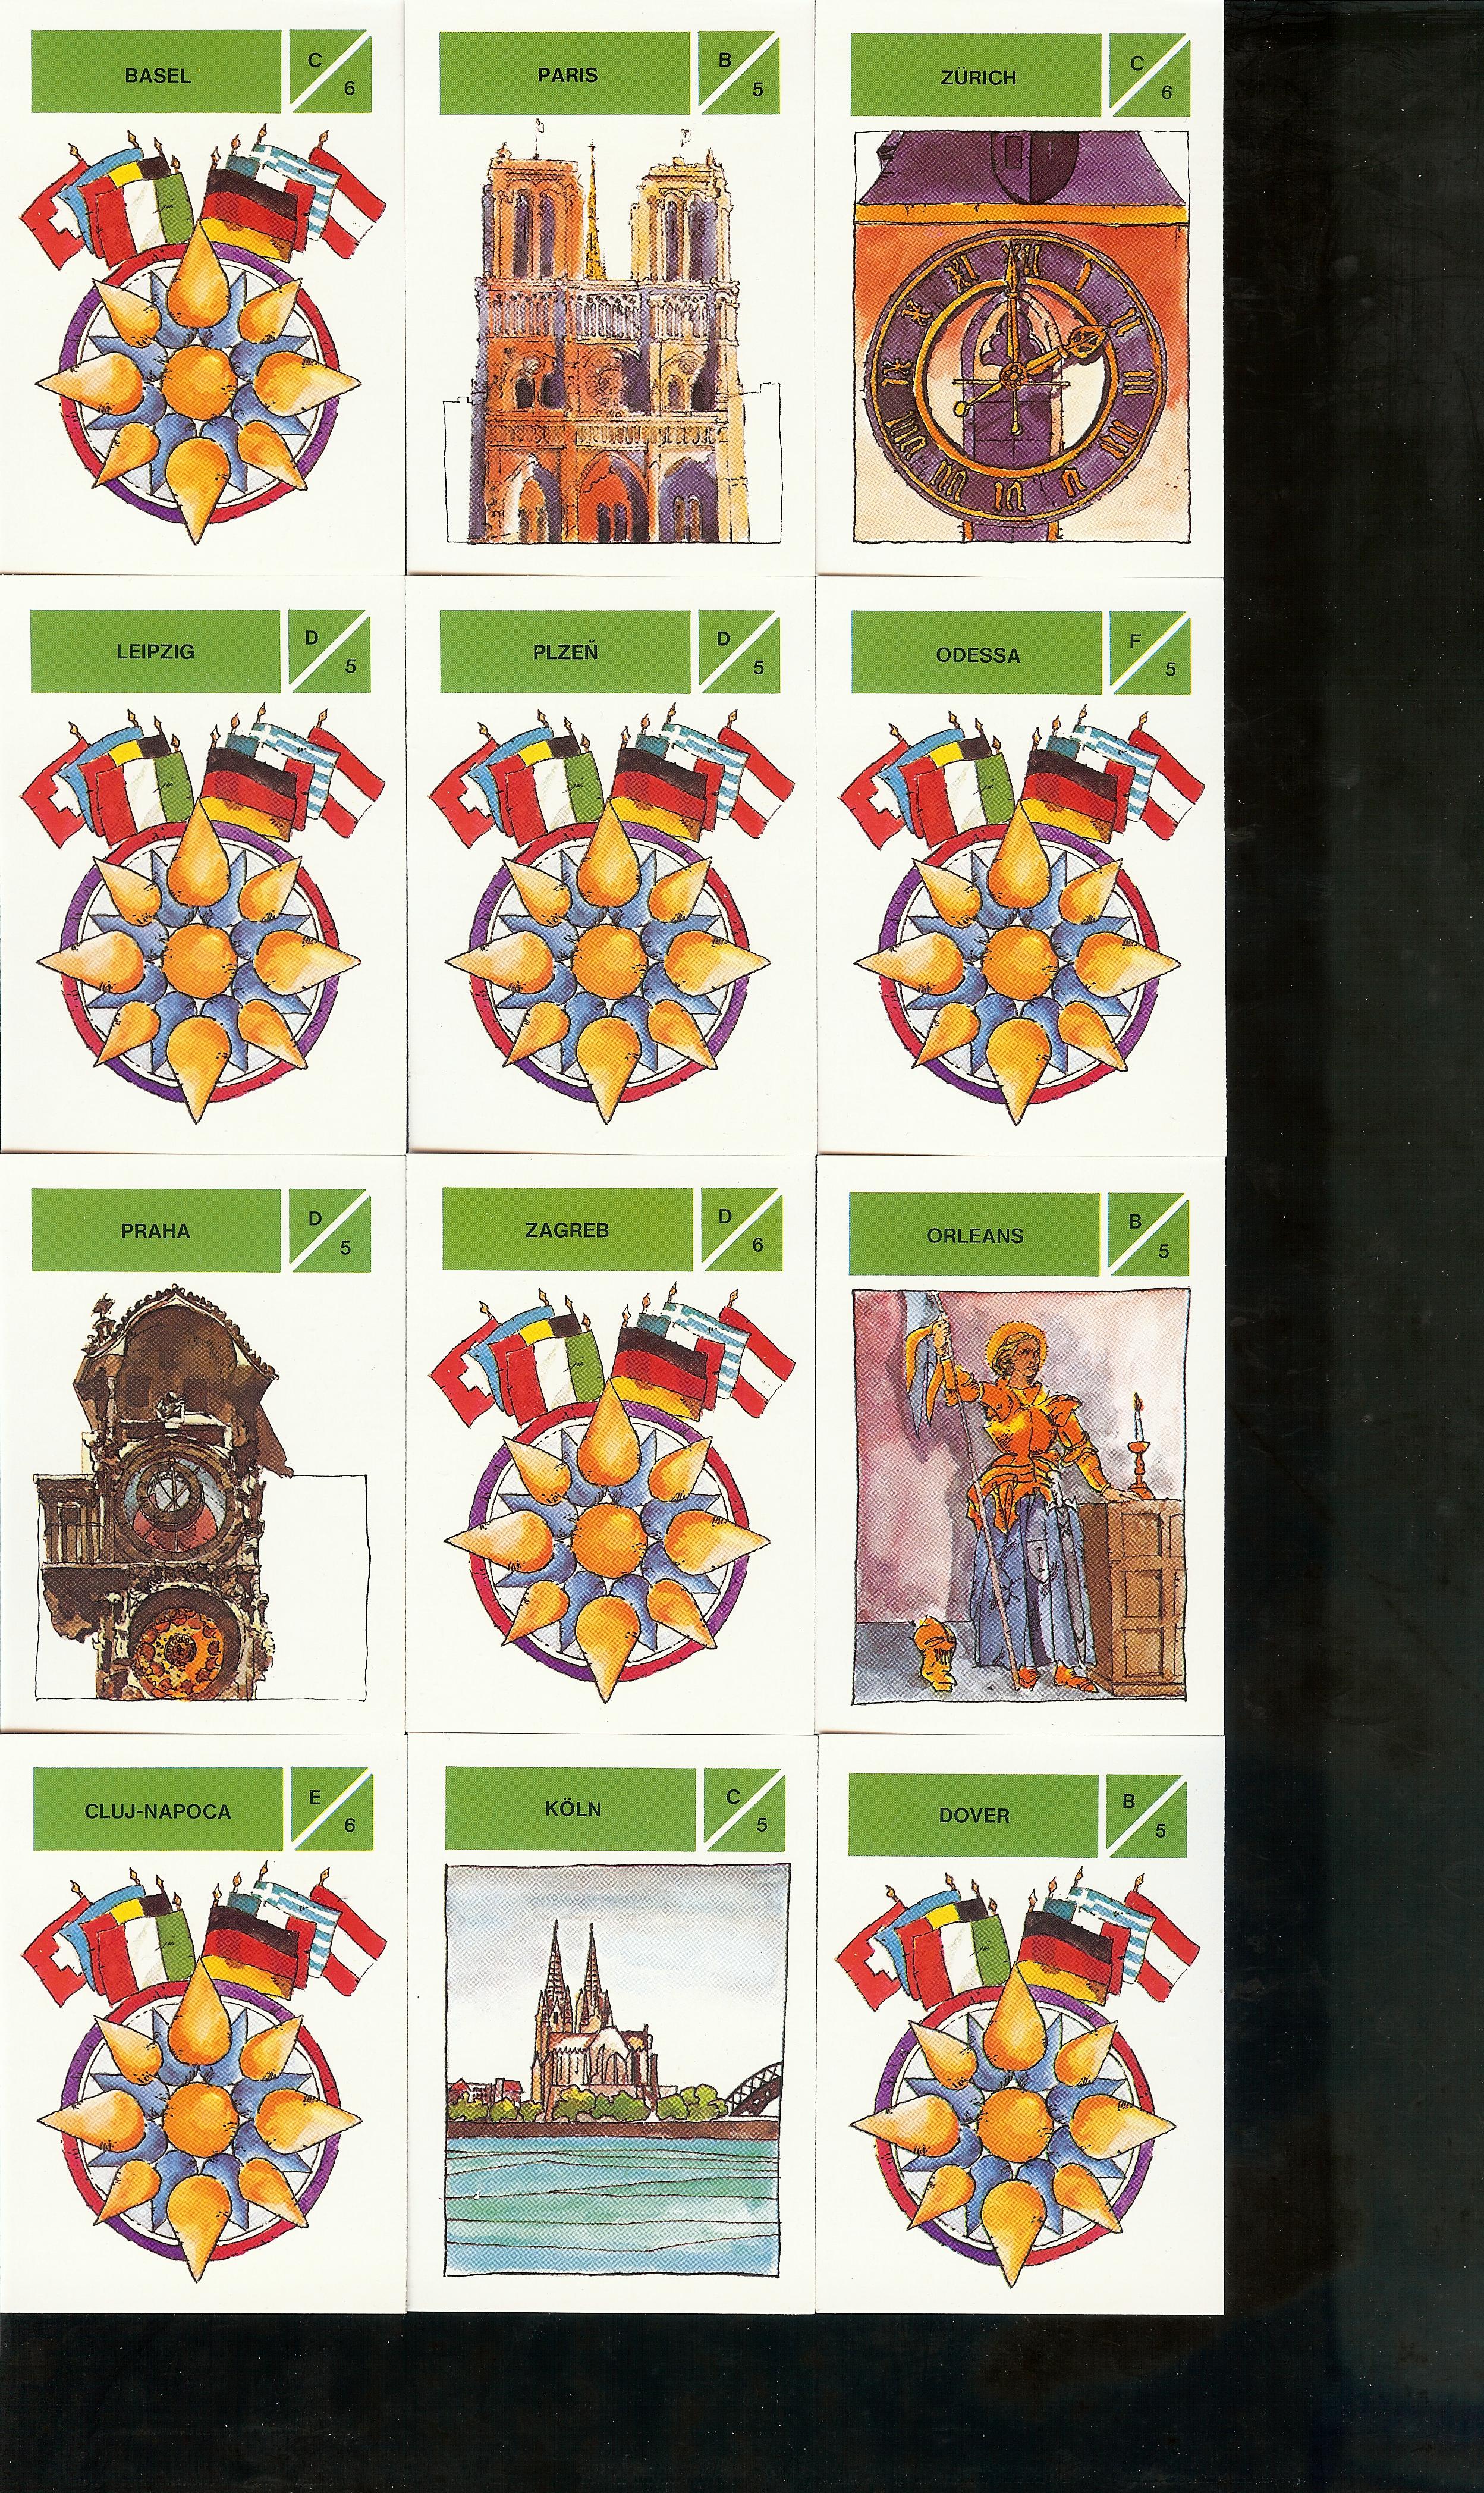 BASEL
C
6
PARIS
B
5
ZÜRICH
C
6
LEIPZIG
D
5
PLZEŇ
D
5
ODESSA
F
5
PRAHA
D
5
ZAGREB
D
6
ORLEANS
B
5
CLUJ-NAPOCA
E
6
KÖLN
C
5
DOVER
B
5